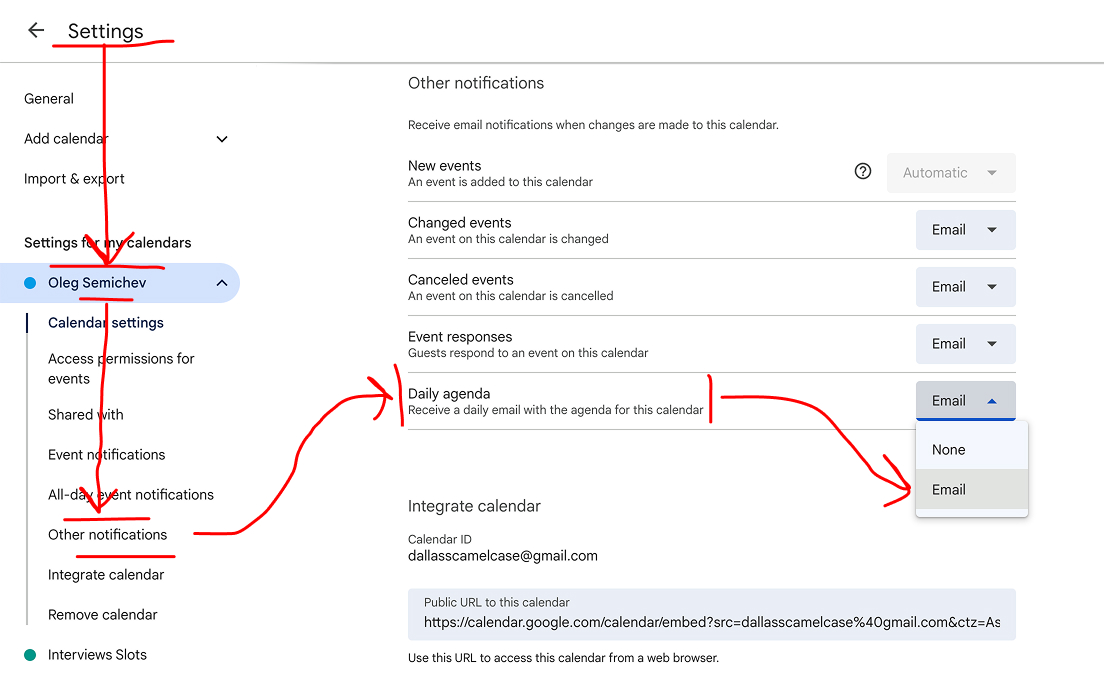 Settings
General
Add calendar
Import & export
Settings for my calendars
Oleg Semichev
Calendar settings
Access permissions for
events
Shared with
Event notifications
All-day event notifications
Other notifications
Integrate calendar
Remove calendar
Interviews Slots
Other notifications
Receive email notifications when changes are made to this calendar.
New events
An event is added to this calendar
Automatic
Changed events
An event on this calendar is changed
Email
Canceled events
An event on this calendar is cancelled
Email
Event responses
Guests respond to an event on this calendar
Email
Daily agenda
Receive a daily email with the agenda for this calendar
Email
None
Email
Integrate calendar
Calendar ID
dallasscamelcase@gmail.com
Public URL to this calendar
https://calendar.google.com/calendar/embed?src=dallasscamelcase%40gmail.com&ctz=As
Use this URL to access this calendar from a web browser.